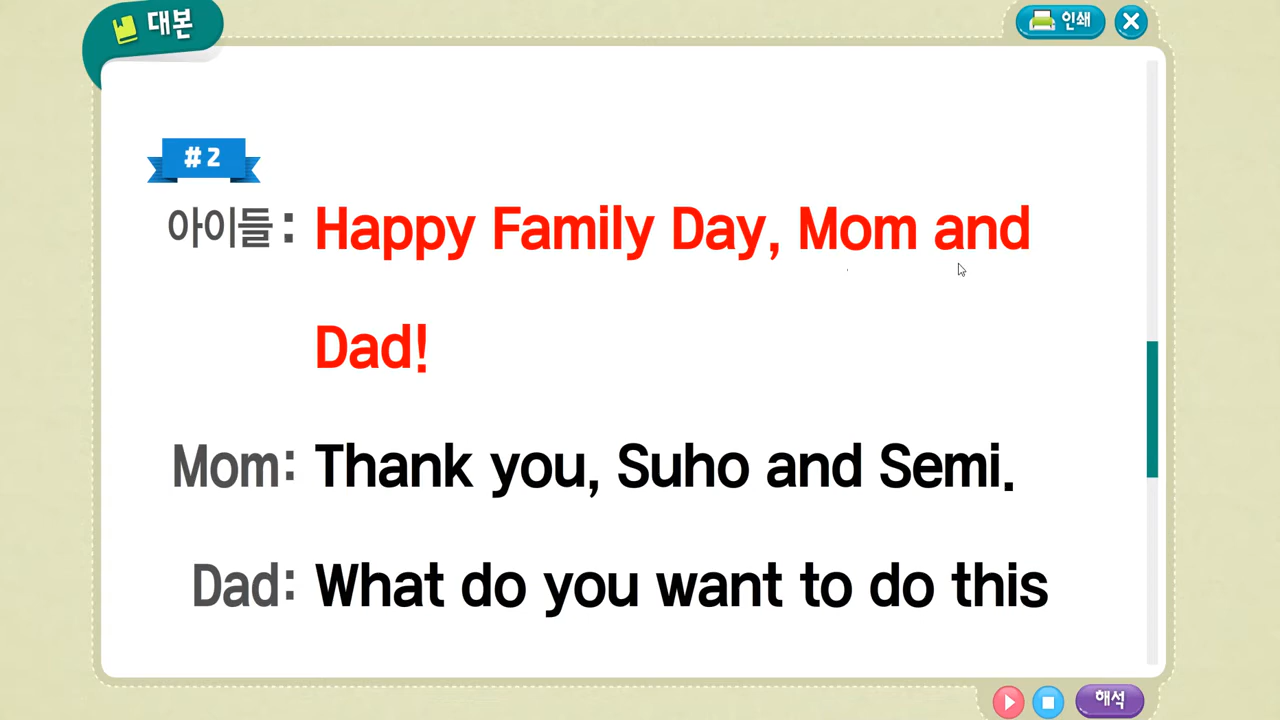 대본
인쇄
#2
아이들: Happy Family Day, Mom and
Dad!
Mom: Thank you, Suho and Semi.
Dad: What do you want to do this
해석